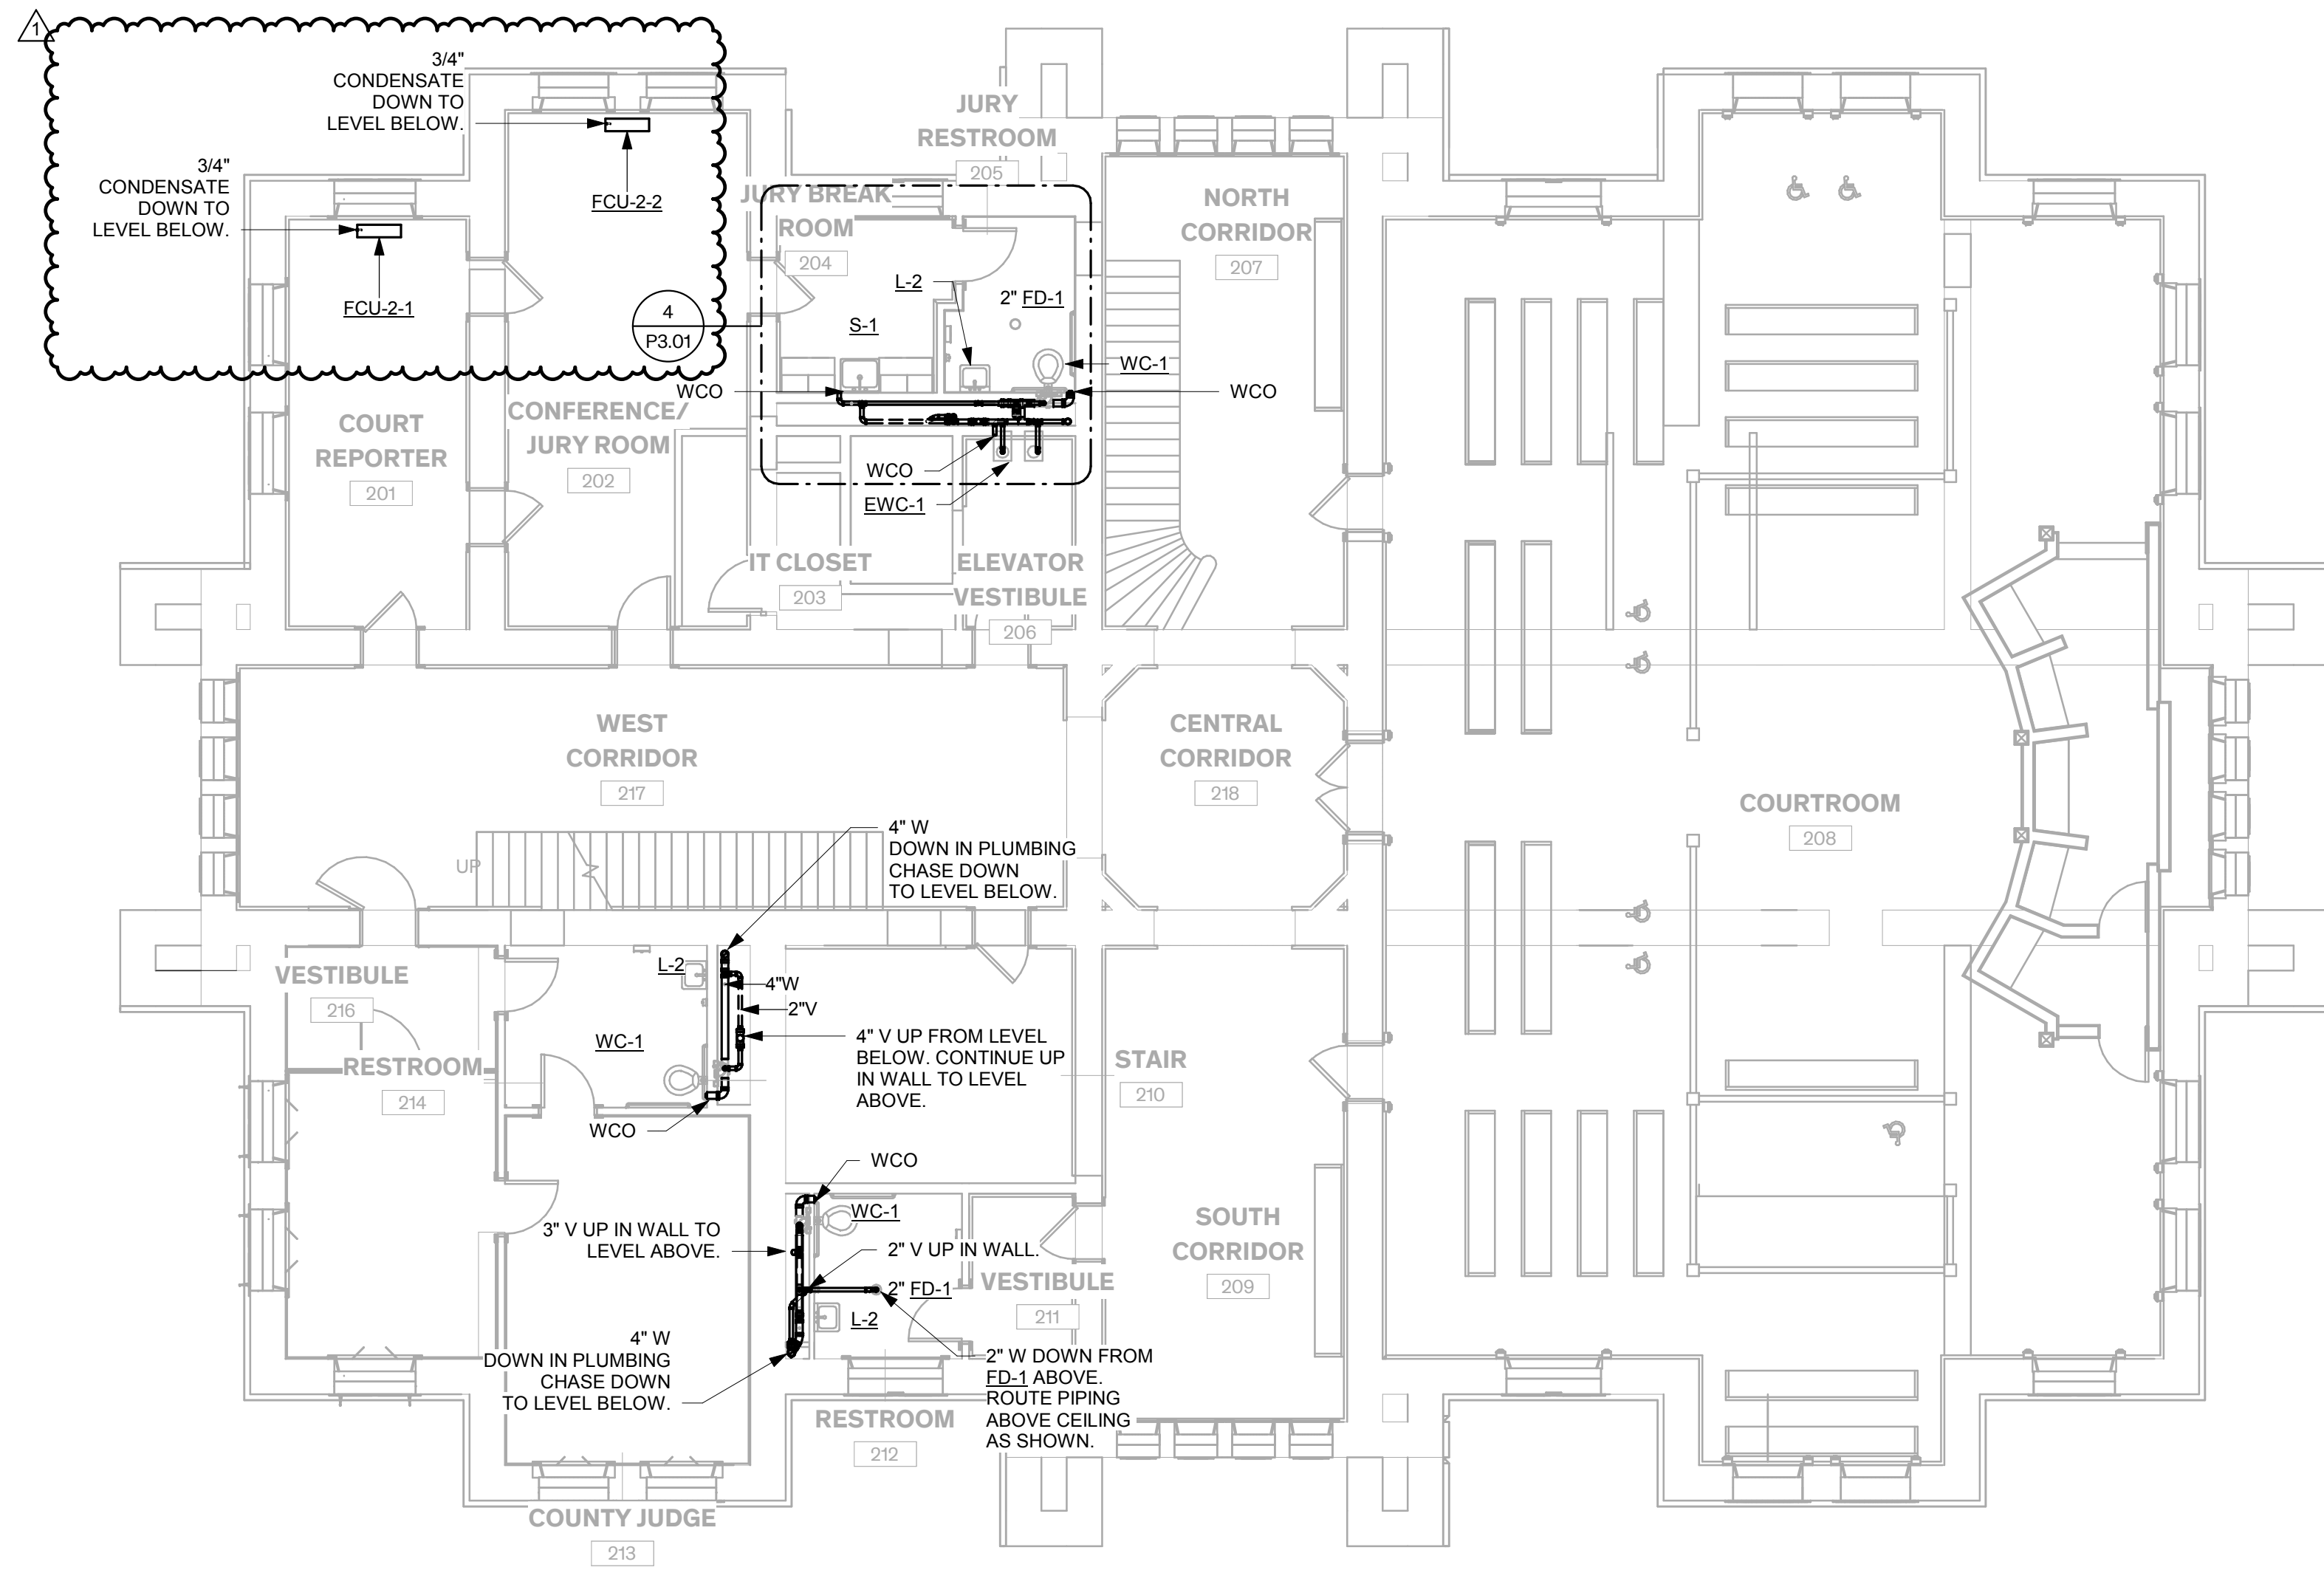 1
3/4"
CONDENSATE
DOWN TO
LEVEL BELOW.
3/4"
CONDENSATE
DOWN TO
LEVEL BELOW.
FCU-2-2
FCU-2-1
4
P3.01
JURY
RESTROOM
205
JURY BREAK
ROOM
204
NORTH
CORRIDOR
207
L-2
2" FD-1
S-1
WC-1
WCO
WCO
WCO
EWC-1
COURT
REPORTER
201
CONFERENCE/
JURY ROOM
202
IT CLOSET
203
ELEVATOR
VESTIBULE
206
WEST
CORRIDOR
217
CENTRAL
CORRIDOR
218
COURTROOM
208
UP
4" W
DOWN IN PLUMBING
CHASE DOWN
TO LEVEL BELOW.
VESTIBULE
216
L-2
4"W
2"V
WC-1
4" V UP FROM LEVEL
BELOW. CONTINUE UP
IN WALL TO LEVEL
ABOVE.
RESTROOM
214
STAIR
210
WCO
WCO
WC-1
3" V UP IN WALL TO
LEVEL ABOVE.
2" V UP IN WALL.
2" FD-1
L-2
VESTIBULE
211
SOUTH
CORRIDOR
209
4" W
DOWN IN PLUMBING
CHASE DOWN
TO LEVEL BELOW.
2" W DOWN FROM
FD-1 ABOVE.
ROUTE PIPING
ABOVE CEILING
AS SHOWN.
RESTROOM
212
COUNTY JUDGE
213